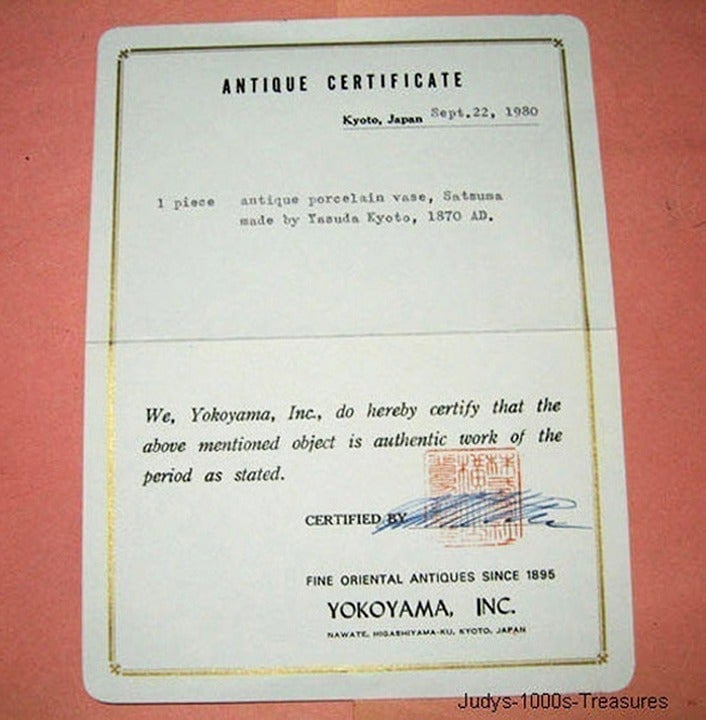 ANTIQUE CERTIFICATE
Kyoto, Japan Sept.22, 1980
1 piece antique porcelain vase, Satsuma
made by Yasuda Kyoto, 1870 AD.
We, Yokoyama, Inc., do hereby certify that the
above mentioned object is authentic work of the
period as stated.
CERTIFIED BY
FINE ORIENTAL ANTIQUES SINCE 1895
YOKOYAMA, INC.
NAWATE, HIGASHIYAMA-KU, KYOTO, JAPAN
Judys-1000s-Treasures